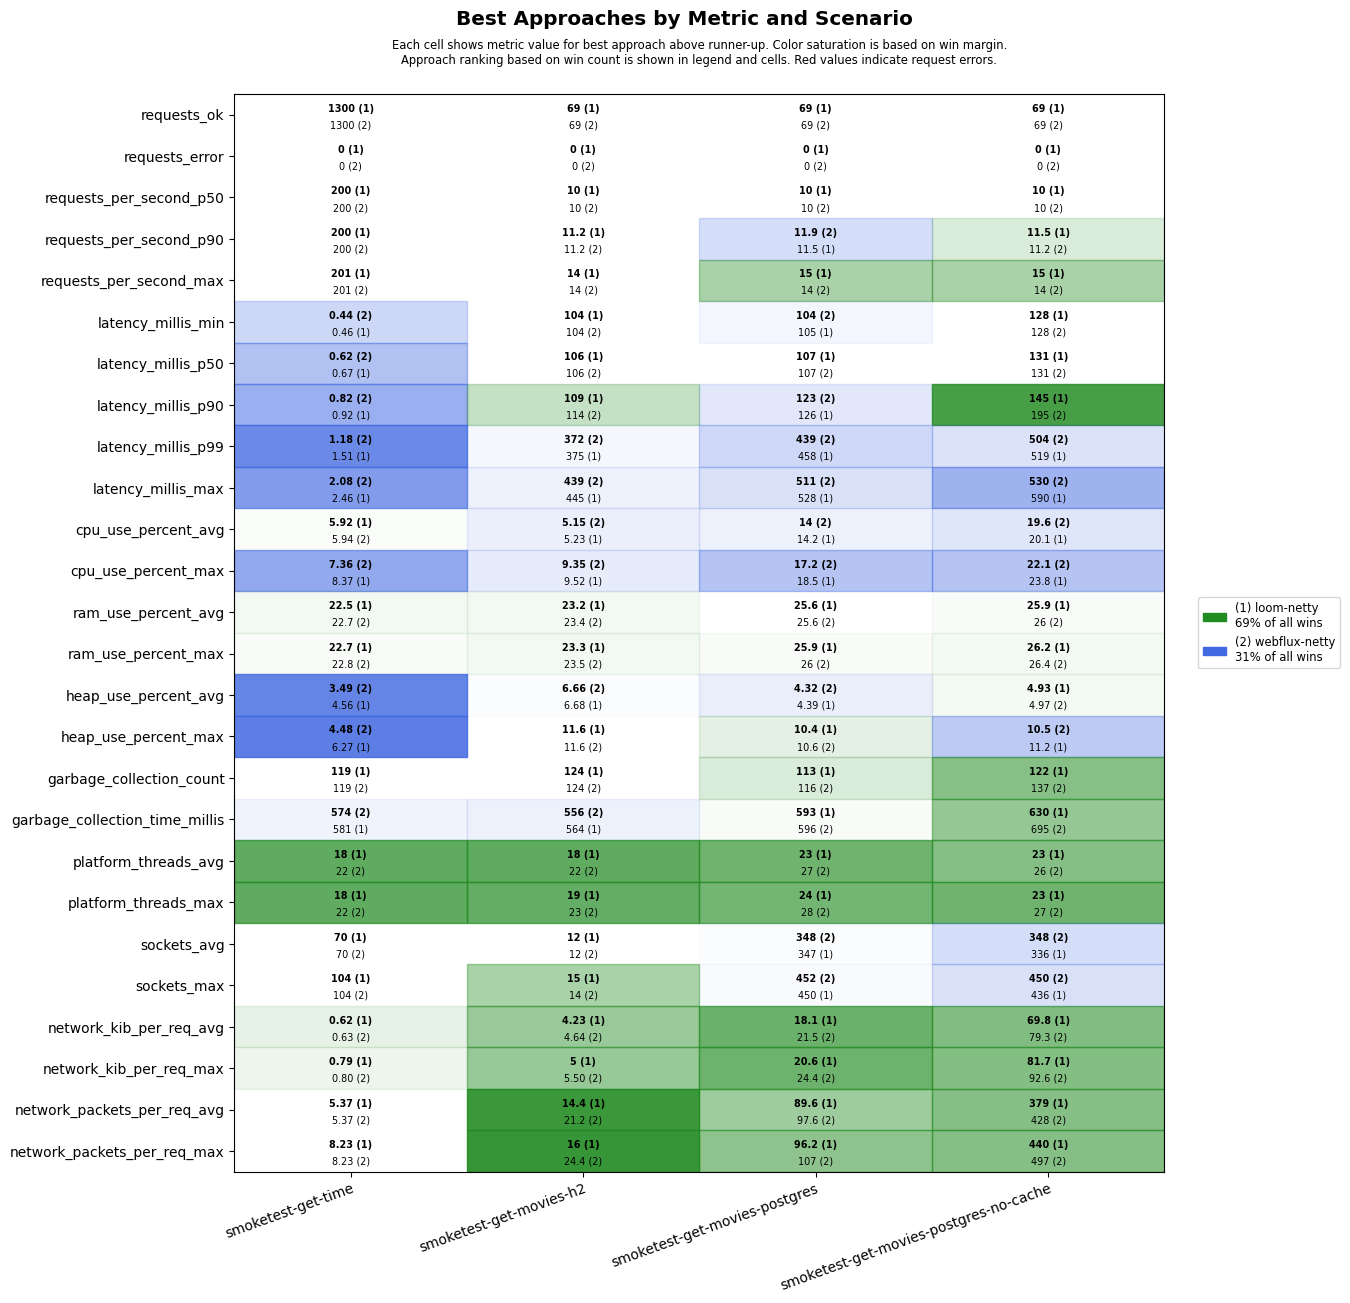 Best Approaches by Metric and Scenario
Each cell shows metric value for best approach above runner-up. Color saturation is based on win margin.
Approach ranking based on win count is shown in legend and cells. Red values indicate request errors.
requests_ok
1300 (1) 69 (1) 69 (1) 69 (1)
1300 (2) 69 (2) 69 (2) 69 (2)
requests_error
0 (1) 0 (1) 0 (1) 0 (1)
0 (2) 0 (2) 0 (2) 0 (2)
requests_per_second_p50
200 (1) 10 (1) 10 (1) 10 (1)
200 (2) 10 (2) 10 (2) 10 (2)
requests_per_second_p90
200 (1) 11.2 (1) 11.9 (2) 11.5 (1)
200 (2) 11.2 (2) 11.5 (1) 11.2 (2)
requests_per_second_max
201 (1) 14 (1) 15 (1) 15 (1)
201 (2) 14 (2) 14 (2) 14 (2)
latency_millis_min
0.44 (2) 104 (1) 104 (2) 128 (1)
0.46 (1) 104 (2) 105 (1) 128 (2)
latency_millis_p50
0.62 (2) 106 (1) 107 (1) 131 (1)
0.67 (1) 106 (2) 107 (2) 131 (2)
latency_millis_p90
0.82 (2) 109 (1) 123 (2) 145 (1)
0.92 (1) 114 (2) 126 (1) 195 (2)
latency_millis_p99
1.18 (2) 372 (2) 439 (2) 504 (2)
1.51 (1) 375 (1) 458 (1) 519 (1)
latency_millis_max
2.08 (2) 439 (2) 511 (2) 530 (2)
2.46 (1) 445 (1) 528 (1) 590 (1)
cpu_use_percent_avg
5.92 (1) 5.15 (2) 14 (2) 19.6 (2)
5.94 (2) 5.23 (1) 14.2 (1) 20.1 (1)
cpu_use_percent_max
7.36 (2) 9.35 (2) 17.2 (2) 22.1 (2)
8.37 (1) 9.52 (1) 18.5 (1) 23.8 (1)
ram_use_percent_avg
22.5 (1) 23.2 (1) 25.6 (1) 25.9 (1)
22.7 (2) 23.4 (2) 25.6 (2) 26 (2)
ram_use_percent_max
22.7 (1) 23.3 (1) 25.9 (1) 26.2 (1)
22.8 (2) 23.5 (2) 26 (2) 26.4 (2)
heap_use_percent_avg
3.49 (2) 6.66 (2) 4.32 (2) 4.93 (1)
4.56 (1) 6.68 (1) 4.39 (1) 4.97 (2)
heap_use_percent_max
4.48 (2) 11.6 (1) 10.4 (1) 10.5 (2)
6.27 (1) 11.6 (2) 10.6 (2) 11.2 (1)
garbage_collection_count
119 (1) 124 (1) 113 (1) 122 (1)
119 (2) 124 (2) 116 (2) 137 (2)
garbage_collection_time_millis
574 (2) 556 (2) 593 (1) 630 (1)
581 (1) 564 (1) 596 (2) 695 (2)
platform_threads_avg
18 (1) 18 (1) 23 (1) 23 (1)
22 (2) 22 (2) 27 (2) 26 (2)
platform_threads_max
18 (1) 19 (1) 24 (1) 23 (1)
22 (2) 23 (2) 28 (2) 27 (2)
sockets_avg
70 (1) 12 (1) 348 (2) 348 (2)
70 (2) 12 (2) 347 (1) 336 (1)
sockets_max
104 (1) 15 (1) 452 (2) 450 (2)
104 (2) 14 (2) 450 (1) 436 (1)
network_kib_per_req_avg
0.62 (1) 4.23 (1) 18.1 (1) 69.8 (1)
0.63 (2) 4.64 (2) 21.5 (2) 79.3 (2)
network_kib_per_req_max
0.79 (1) 5 (1) 20.6 (1) 81.7 (1)
0.80 (2) 5.50 (2) 24.4 (2) 92.6 (2)
network_packets_per_req_avg
5.37 (1) 14.4 (1) 89.6 (1) 379 (1)
5.37 (2) 21.2 (2) 97.6 (2) 428 (2)
network_packets_per_req_max
8.23 (1) 16 (1) 96.2 (1) 440 (1)
8.23 (2) 24.4 (2) 107 (2) 497 (2)
smoketest-get-time
smoketest-get-movies-h2
smoketest-get-movies-postgres
smoketest-get-movies-postgres-no-cache
(1) loom-netty
69% of all wins
(2) webflux-netty
31% of all wins